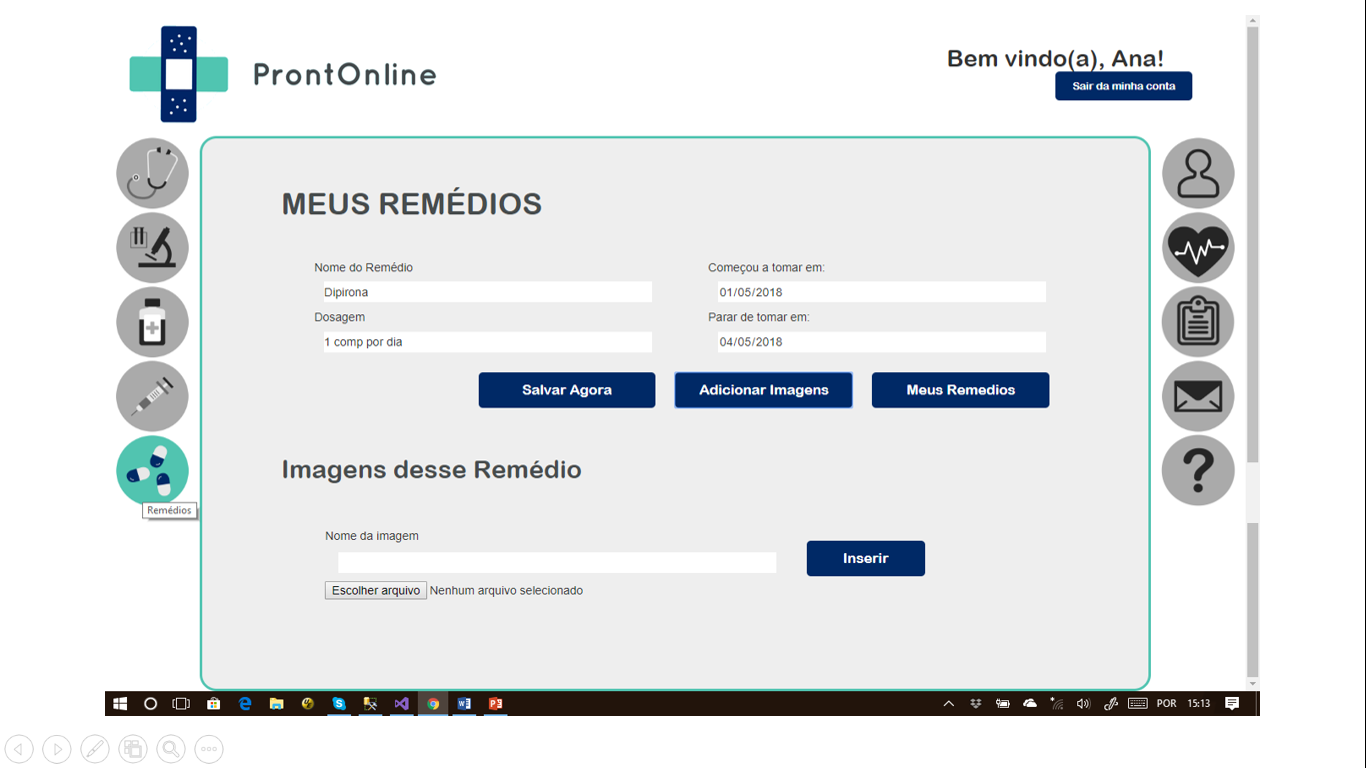 ProntOnline
Bem vindo(a), Ana!
Sair da minha conta
MEUS REMÉDIOS
Nome do Remédio
Começou a tomar em:
Dipirona
01/05/2018
Dosagem
Parar de tomar em:
1 comp por dia
04/05/2018
Salvar Agora
Adicionar Imagens
Meus Remedios
Imagens desse Remédio
Remédios
Nome da imagem
Inserir
Escolher arquivo Nenhum arquivo selecionado
POR 15:13